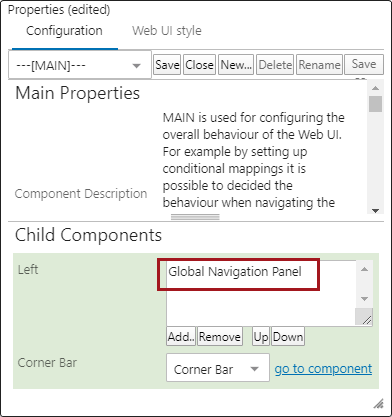 Properties (edited)
Configuration Web UI style
---[MAIN] Save Close New... Delete Rename Save
Main Properties
MAIN is used for configuring the
overall behaviour of the Web UI.
For example by setting up
conditional mappings it is
possible to decided the
Component Description behaviour when navigating the
Child Components
Left Global Navigation Panel
Add.. Remove Up Down
Corner Bar Corner Bar go to component